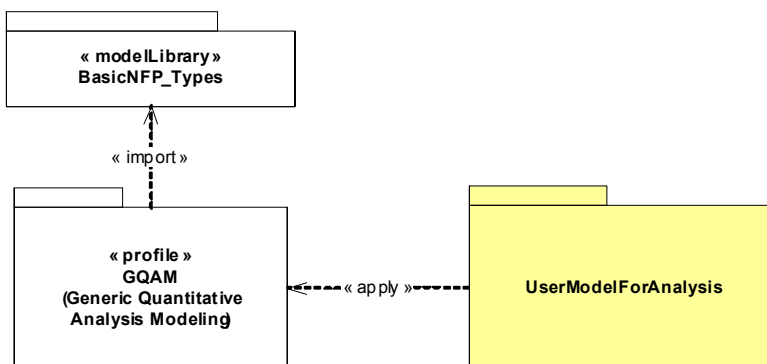 « modelLibrary»
BasicNFP_Types
« import»
« profile »
GQAM
(Generic Quantitative
Analysis Modeling)
« apply »
UserModelForAnalysis